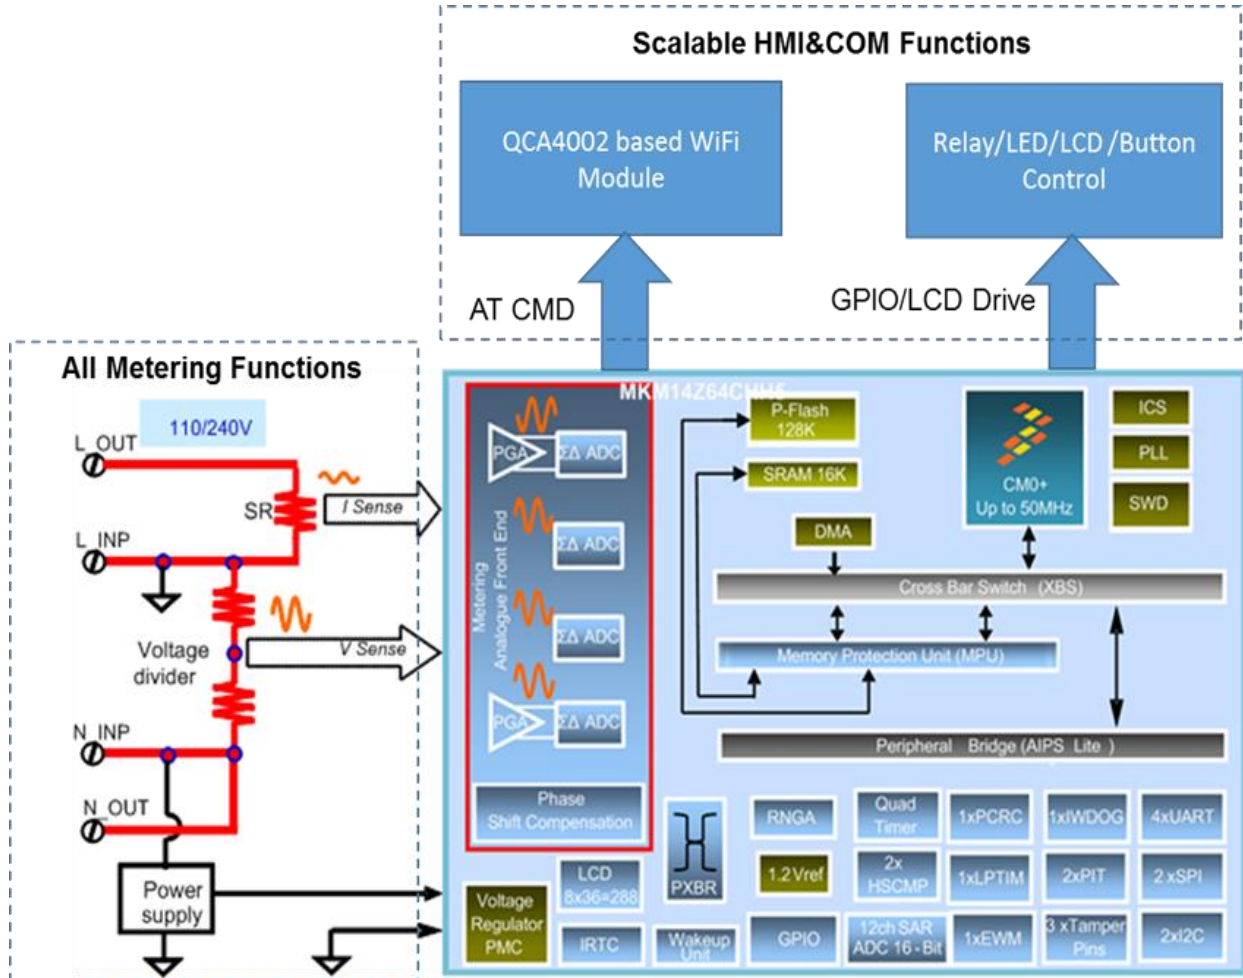 Scalable HMI&COM Functions
QCA4002 based WiFi
Module
Relay/LED/LCD /Button
Control
AT CMD
GPIO/LCD Drive
All Metering Functions
110/240V
L_OUT
SR
I Sense
L_INP
Voltage
divider
V Sense
N_INP
N_OUT
Power
supply
MKM14Z64CHH5
Metering
Analogue Front End
PGA
ΣΔ ADC
ΣΔ ADC
ΣΔ ADC
PGA
ΣΔ ADC
Phase
Shift Compensation
P-Flash
128K
SRAM 16K
DMA
CM0+
Up to 50MHz
ICS
PLL
SWD
Cross Bar Switch (XBS)
Memory Protection Unit (MPU)
Peripheral Bridge (AIPS Lite )
Voltage
Regulator
PMC
LCD
8x36=288
IRTC
PXBR
Wakeup
Unit
RNGA
1.2 Vref
GPIO
Quad
Timer
2x
HSCMP
12ch SAR
ADC 16 - Bit
1xPCRC
1xLPTIM
1xEWM
1xIWDOG
2xPIT
3 xTamper
Pins
4xUART
2 xSPI
2xI2C